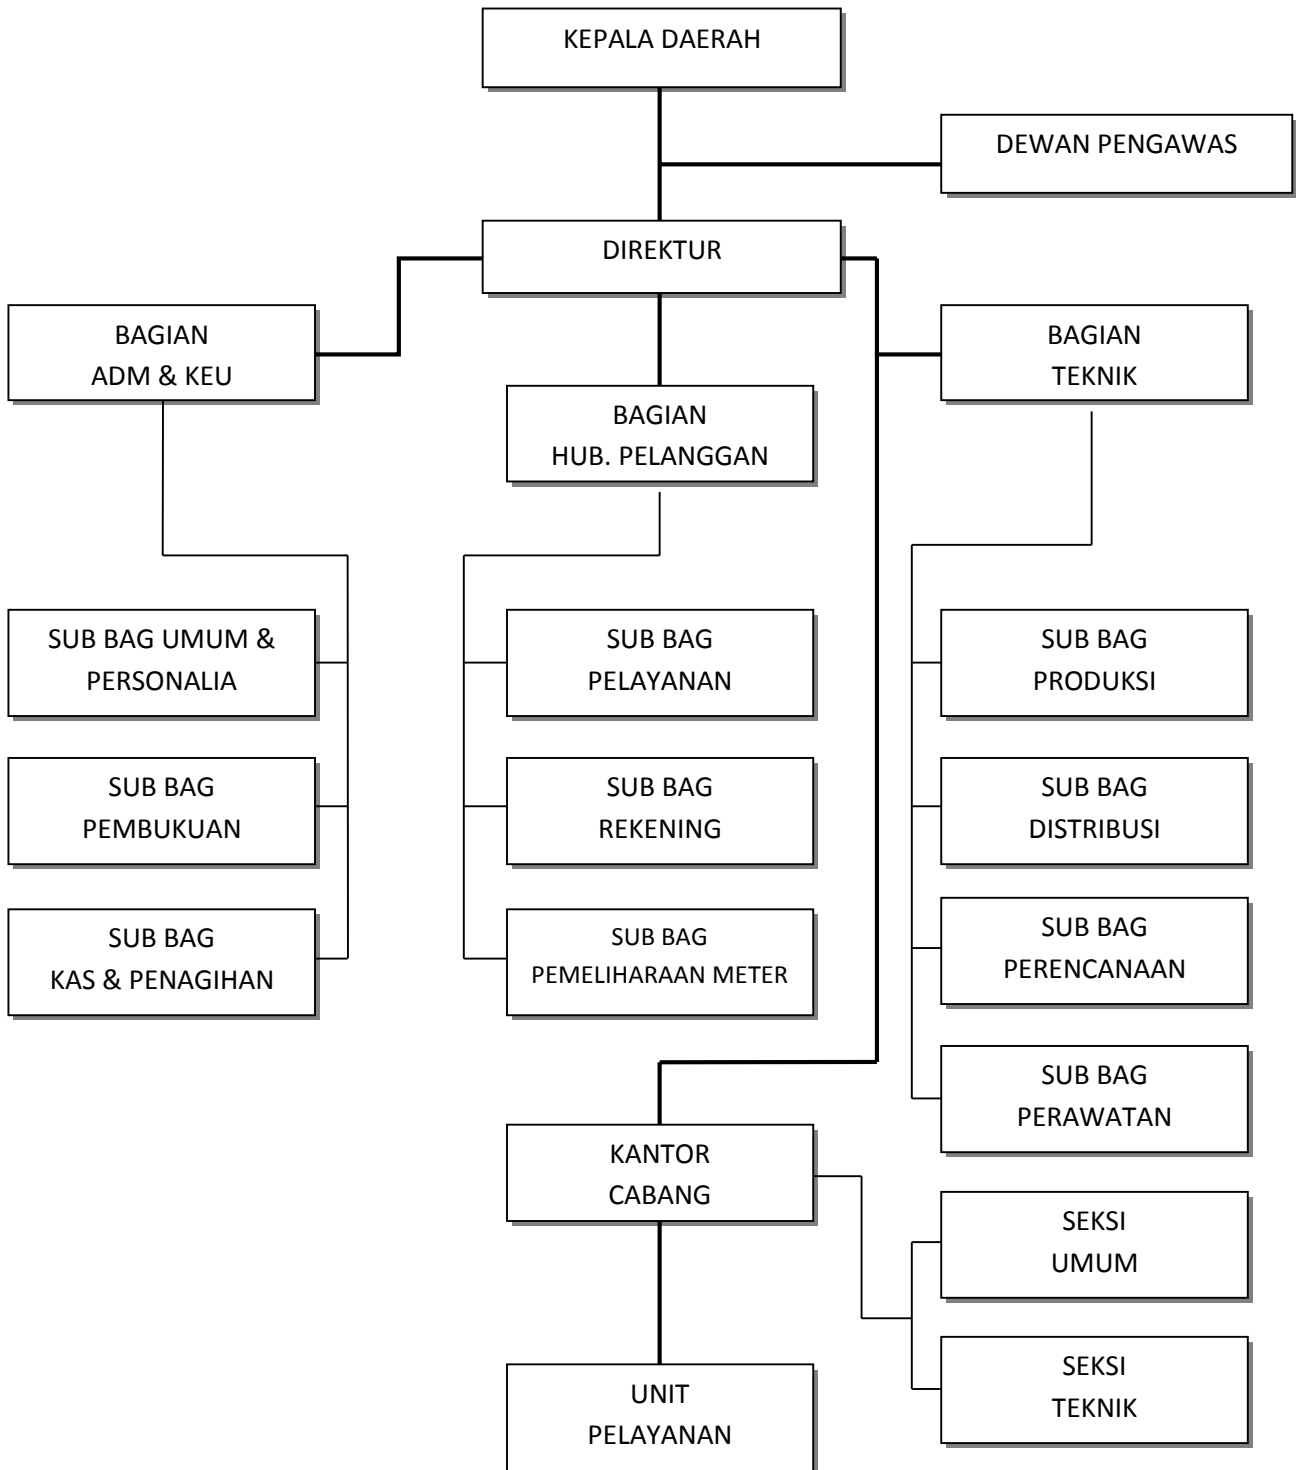 KEPALA DAERAH
DEWAN PENGAWAS
DIREKTUR
BAGIAN
ADM & KEU
BAGIAN
HUB. PELANGGAN
BAGIAN
TEKNIK
SUB BAG UMUM &
PERSONALIA
SUB BAG
PEMBUKUAN
SUB BAG
KAS & PENAGIHAN
SUB BAG
PELAYANAN
SUB BAG
REKENING
SUB BAG
PEMELIHARAAN METER
SUB BAG
PRODUKSI
SUB BAG
DISTRIBUSI
SUB BAG
PERENCANAAN
SUB BAG
PERAWATAN
KANTOR
CABANG
SEKSI
UMUM
SEKSI
TEKNIK
UNIT
PELAYANAN